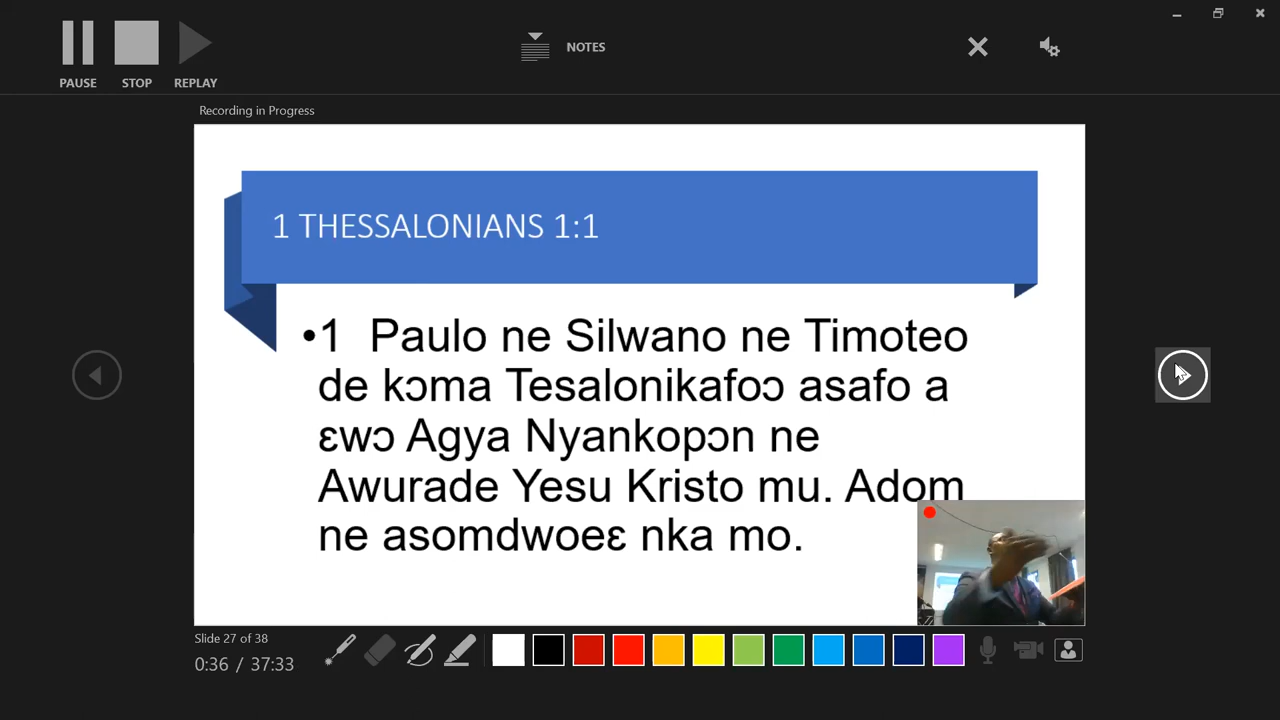 PAUSE
STOP
REPLAY
NOTES
Recording in Progress
1 THESSALONIANS 1:1
•1 Paulo ne Silwano ne Timoteo
de kɔma Tesalonikafoɔ asafo a
ɛwɔ Agya Nyankopɔn ne
Awurade Yesu Kristo mu. Adom
ne asomdwoeɛ nka mo.
Slide 27 of 38
0:36 / 37:33